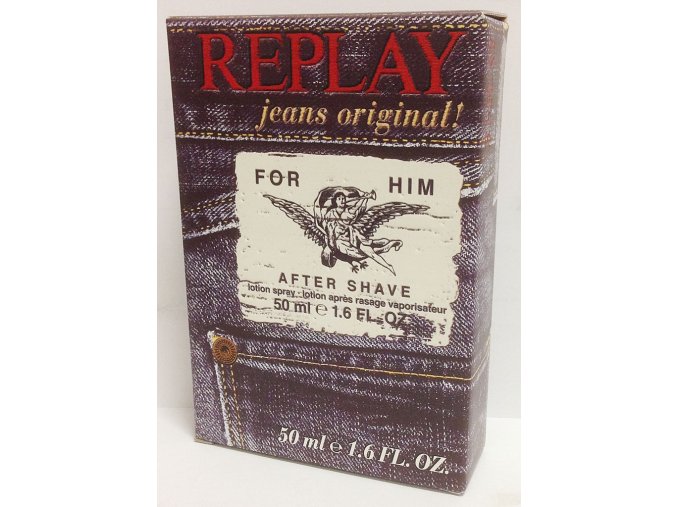 REPLAY
jeans original!
FOR HIM
AFTER SHAVE
lotion spray - lotion après rasage vaporisateur
50 ml e 1.6 FL. OZ.
50 ml e 1.6 FL. OZ.